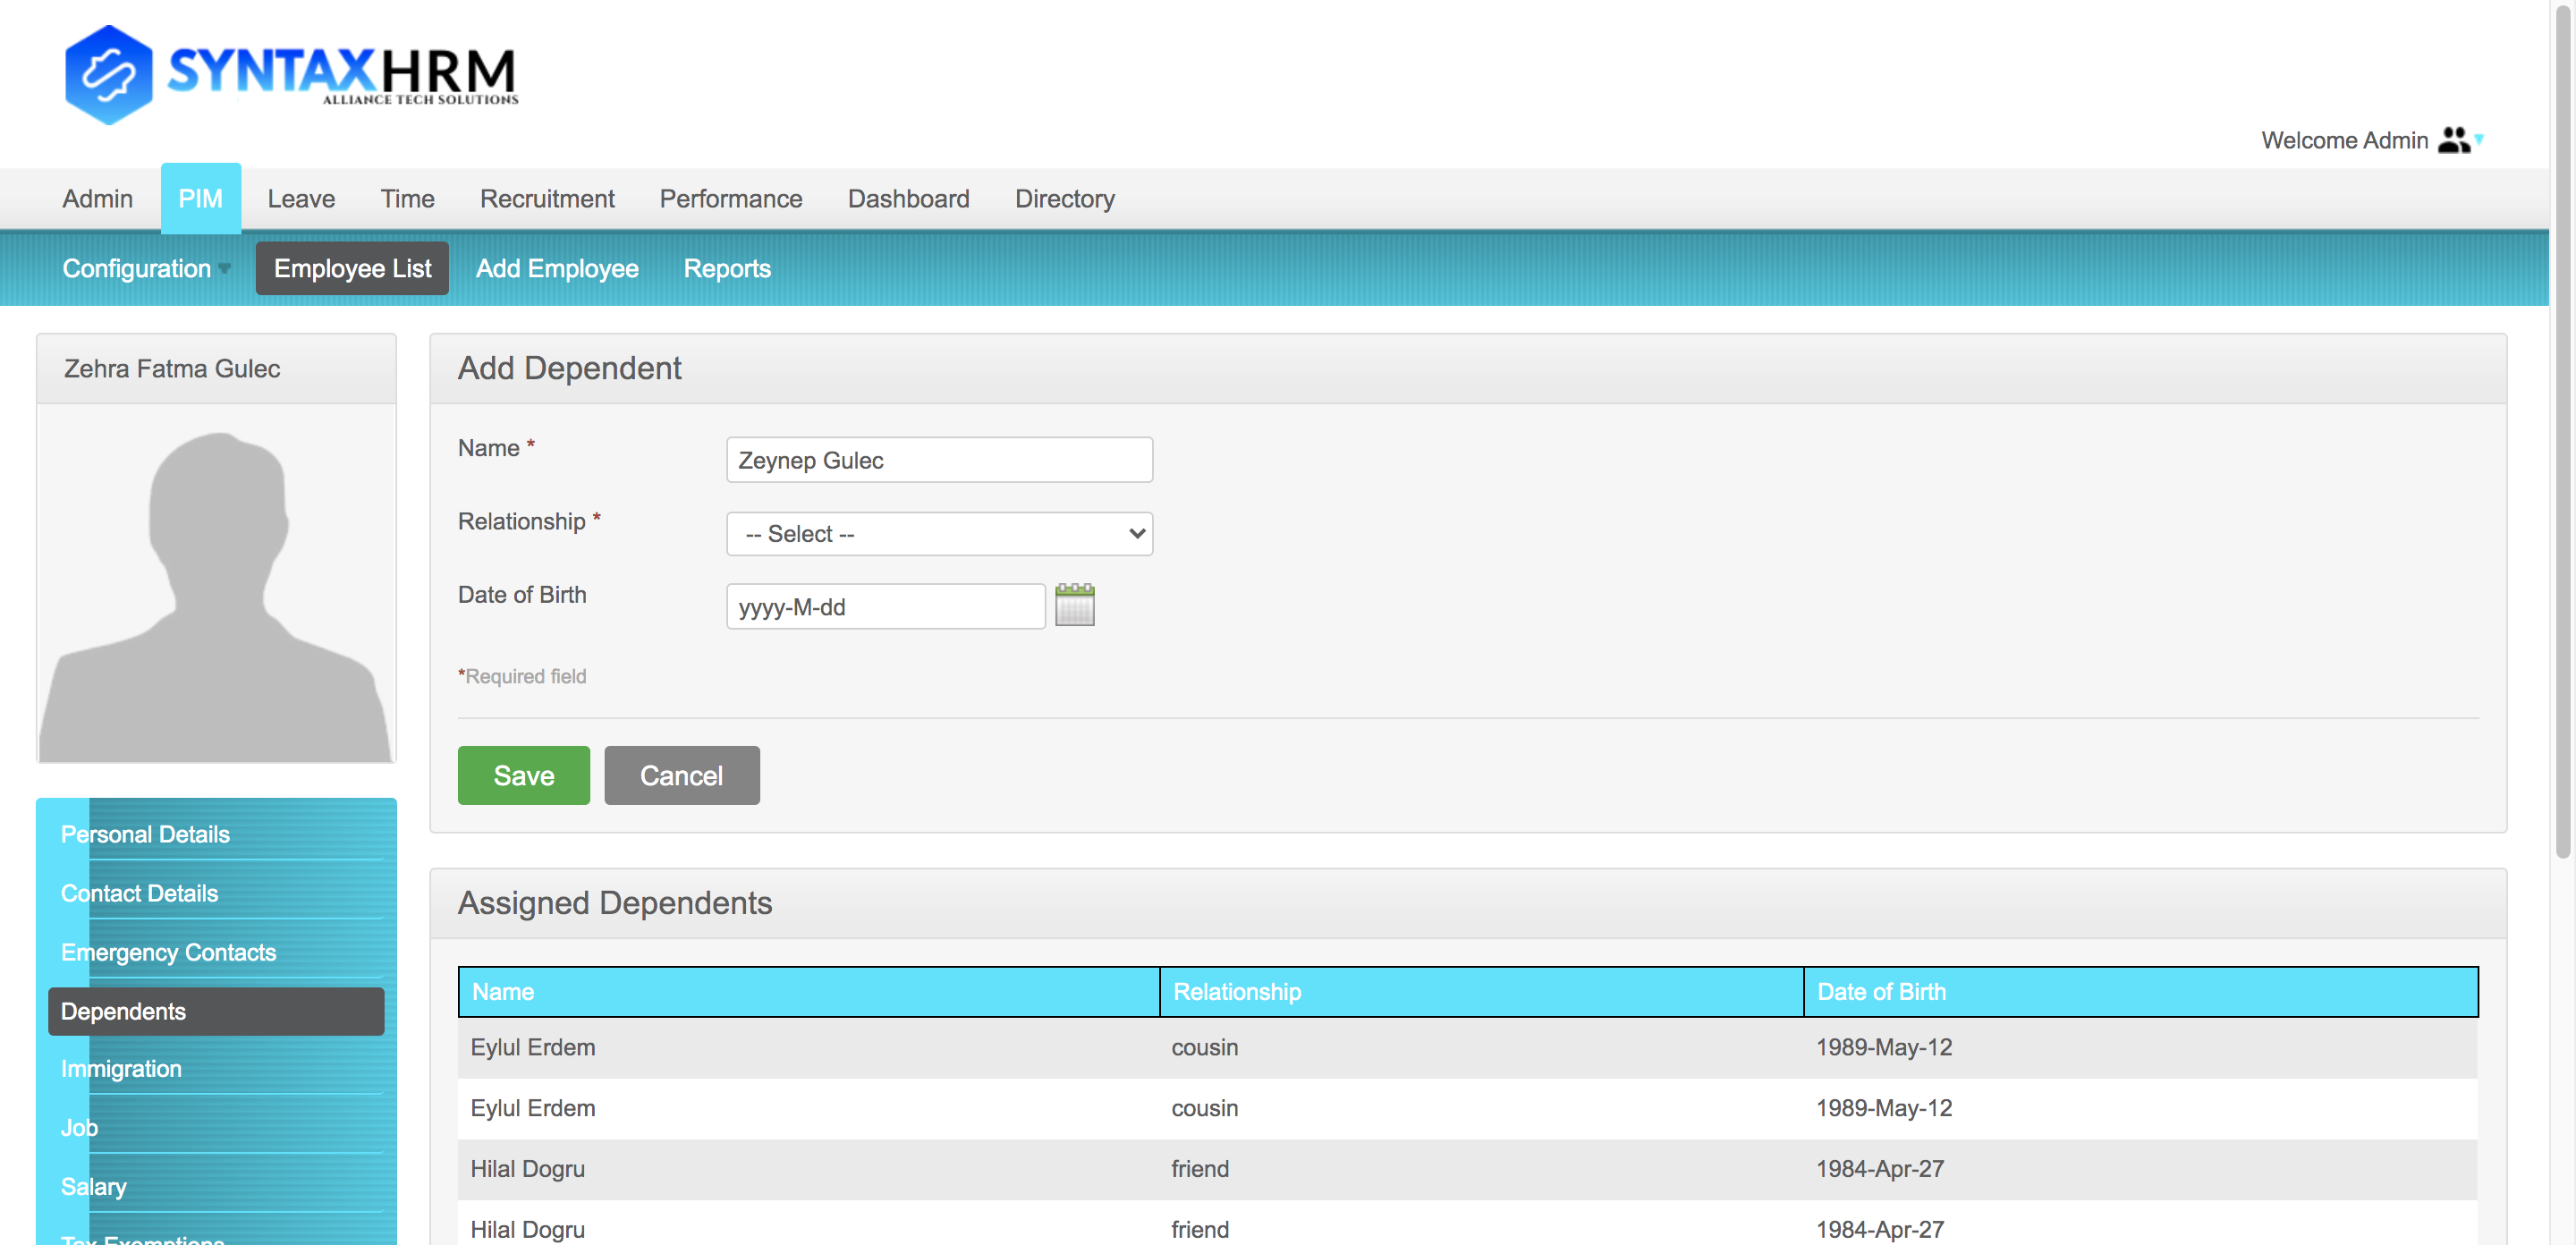 SYNTAXHRM
ALLIANCE TECH SOLUTIONS
Welcome Admin
Admin PIM Leave Time Recruitment Performance Dashboard Directory
Configuration Employee List Add Employee Reports
Zehra Fatma Gulec
Add Dependent
Name * Zeynep Gulec
Relationship * -- Select --
Date of Birth yyyy-M-dd
*Required field
Save Cancel
Personal Details
Contact Details
Emergency Contacts
Dependents
Immigration
Job
Salary
Tax Exemptions
Assigned Dependents
Name Relationship Date of Birth
Eylul Erdem cousin 1989-May-12
Eylul Erdem cousin 1989-May-12
Hilal Dogru friend 1984-Apr-27
Hilal Dogru friend 1984-Apr-27